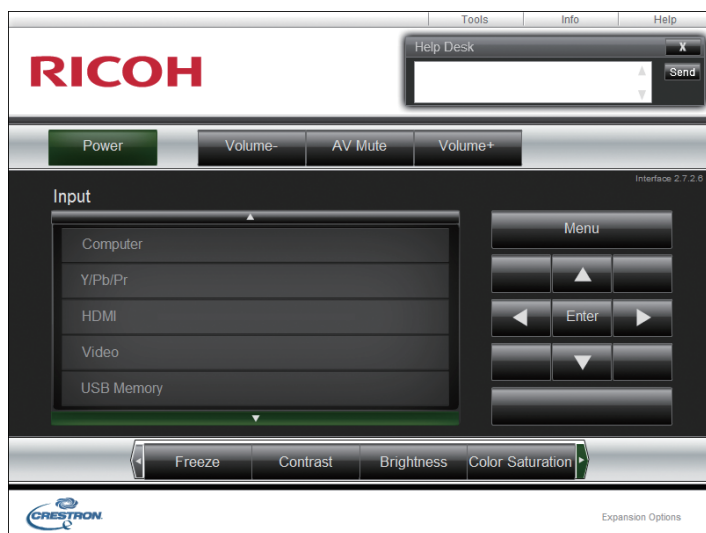 Tools Info Help
RICOH
Help Desk X
Send
Power Volume- AV Mute Volume+
Interface 2.7.2.6
Input
Computer
Y/Pb/Pr
HDMI
Video
USB Memory
Menu
Enter
Freeze Contrast Brightness Color Saturation
CRESTRON
Expansion Options